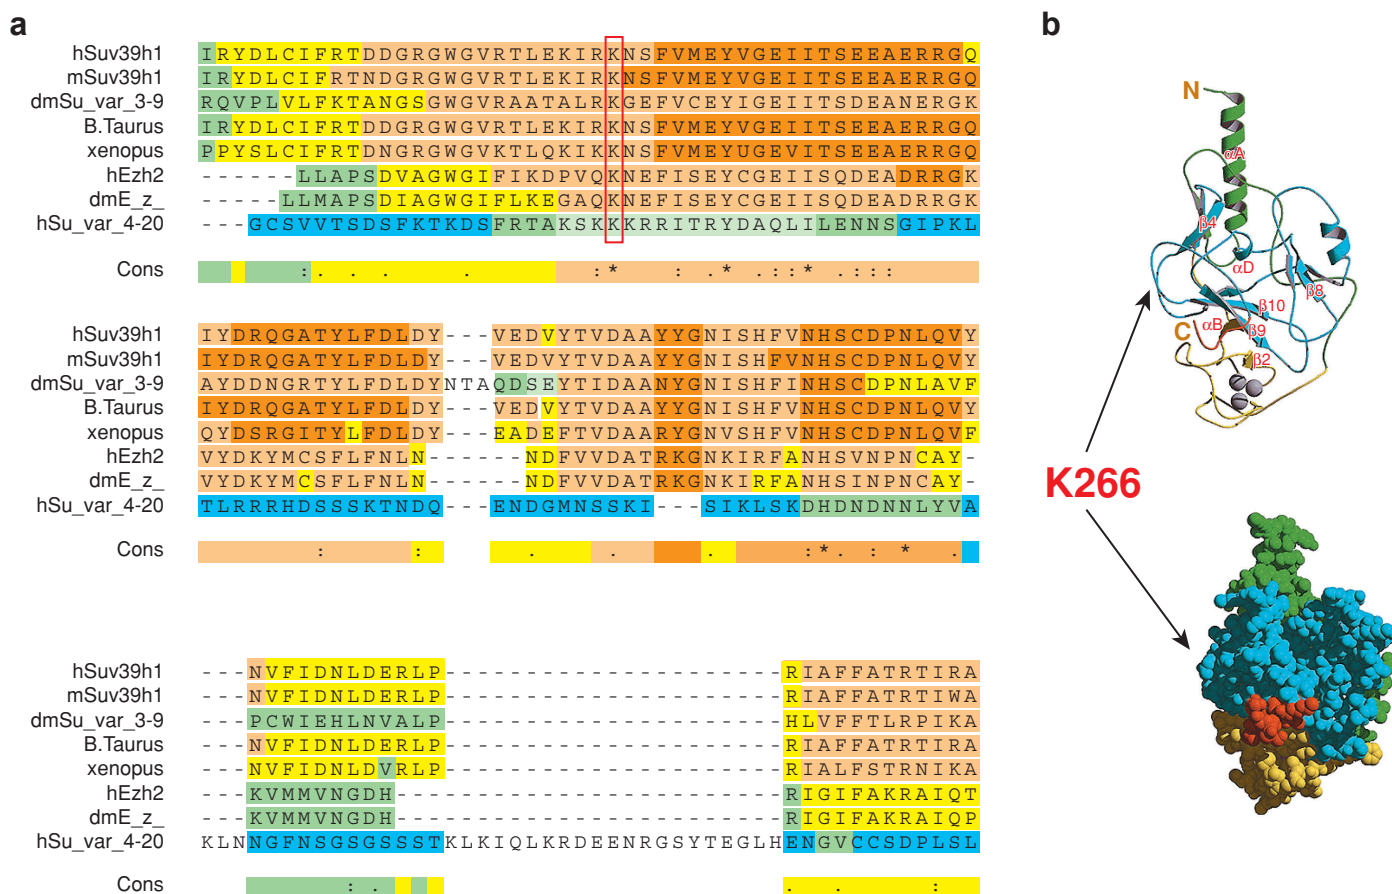 a
b
hSuv39h1 IRYDLCIFRTDDGRGWGVRTLEKIRKNSFVMEYVGEIITSEEAERRGQ
mSuv39h1 IRYDLCIFRTNDGRGWGVRTLEKIRKNSFVMEYVGEIITSEEAERRGQ
dmSu_var_3-9 RQVPLVLFKTANGSGWGVRAATALRKGEFVCEYIGEIITSDEANERGK
B.Taurus IRYDLCIFRTDDGRGWGVRTLEKIRKNSFVMEYVGEIITSEEAERRGQ
xenopus PPYSLCIFRTDNGRGWGVKTLQKIKKNSFVMEYUGEVITSEEAERRGQ
hEzh2 ------LLAPSDVAGWGIFIKDPVQKNEFISEYCGEIISQDEADRRGK
dmE_z_ -----LLMAPSDIAGWGIFLKEGAQKNEFISEYCGEIISQDEADRRGK
hSu_var_4-20 ---GCSVVTSDSFKTKDSFRTAKSKKKRRITRYDAQLILENNSGIPKL
Cons : . . . : * : . * . : : * . : : :
hSuv39h1 IYDRQGATYLFDLDY---VEDVYTVDAAYYGNISHFVNHSCDPNLQVY
mSuv39h1 IYDRQGATYLFDLDY---VEDVYTVDAAYYGNISHFVNHSCDPNLQVY
dmSu_var_3-9 AYDDNGRTYLFDLDYNTAQDSEYTIDAANYGNISHFINHSCDPNLAVF
B.Taurus IYDRQGATYLFDLDY---VEDVYTVDAAYYGNISHFVNHSCDPNLQVY
xenopus QYDSRGITYLFDLDY---EADEFTVDAARYGNVSHFVNHSCDPNLQVF
hEzh2 VYDKYMCSFLFNLN------NDFVVDATRKGNKIRFANHSVNPNCAY-
dmE_z_ VYDKYMCSFLFNLN------NDFVVDATRKGNKIRFANHSINPNCAY-
hSu_var_4-20 TLRRRHDSSSKTNDQ---ENDGMNSSKI---SIKLSKDHDNDNNLYVA
Cons : : . . . : * . : *
hSuv39h1 ---NVFIDNLDERLP---------------------RIAFFATRTIRA
mSuv39h1 ---NVFIDNLDERLP---------------------RIAFFATRTIWA
dmSu_var_3-9 ---PCWIEHLNVALP---------------------HLVFFTLRPIKA
B.Taurus ---NVFIDNLDERLP---------------------RIAFFATRTIRA
xenopus ---NVFIDNLDVRLP---------------------RIALFSTRNIKA
hEzh2 ---KVMMVNGDH------------------------RIGIFAKRAIQT
dmE_z_ ---KVMMVNGDH------------------------RIGIFAKRAIQP
hSu_var_4-20 KLNNGFNSGSGSSSTKLKIQLKRDEENRGSYTEGLHENGVCCSDPLSL
Cons : . . . :
N
αA
β4
αD
β8
β10
αB
β9
C
β2
K266